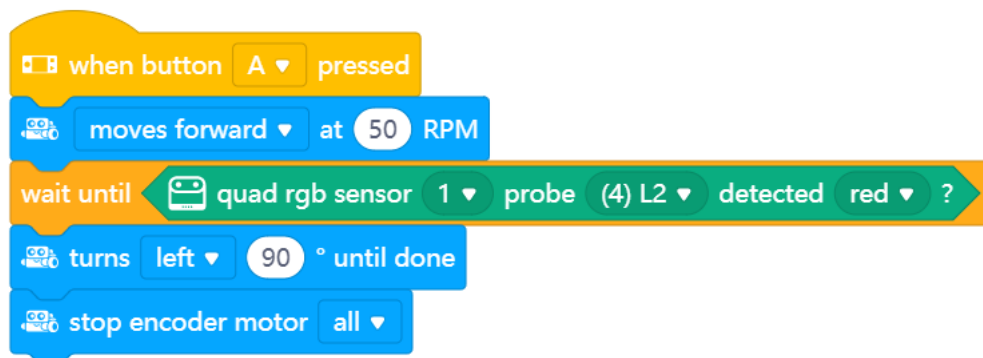 when button A pressed
moves forward at 50 RPM
wait until quad rgb sensor 1 probe (4) L2 detected red ?
turns left 90 ° until done
stop encoder motor all